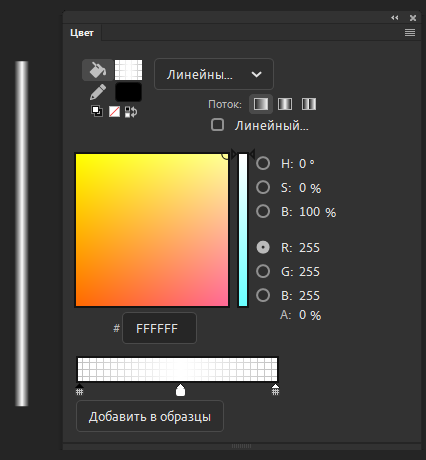 Цвет
Линейны...
Поток:
Линейный...
H: 0 °
S: 0 %
B: 100 %
R: 255
G: 255
B: 255
A: 0 %
# FFFFFF
Добавить в образцы